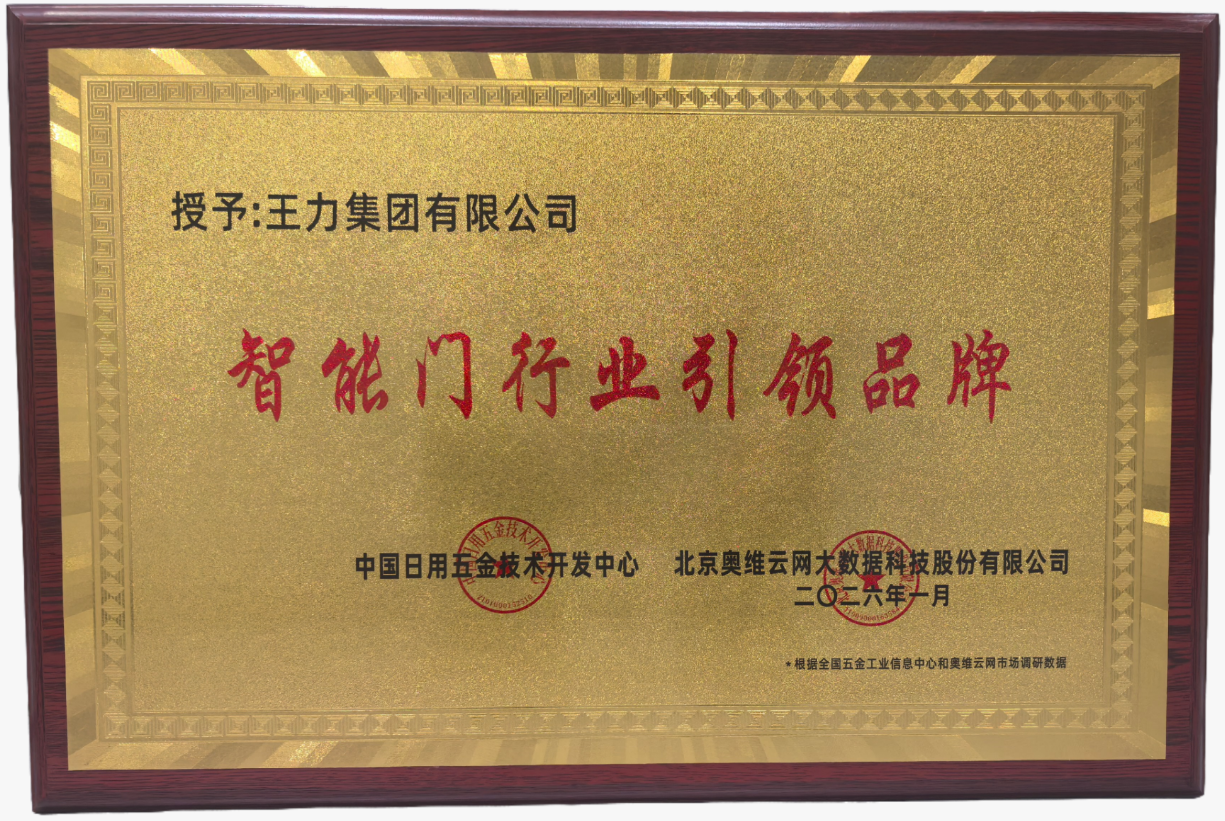 授予:王力集团有限公司
智能门行业引领品牌
中国日用五金技术开发中心 北京奥维云网大数据科技股份有限公司
二〇二六年一月
*根据全国五金工业信息中心和奥维云网市场调研数据